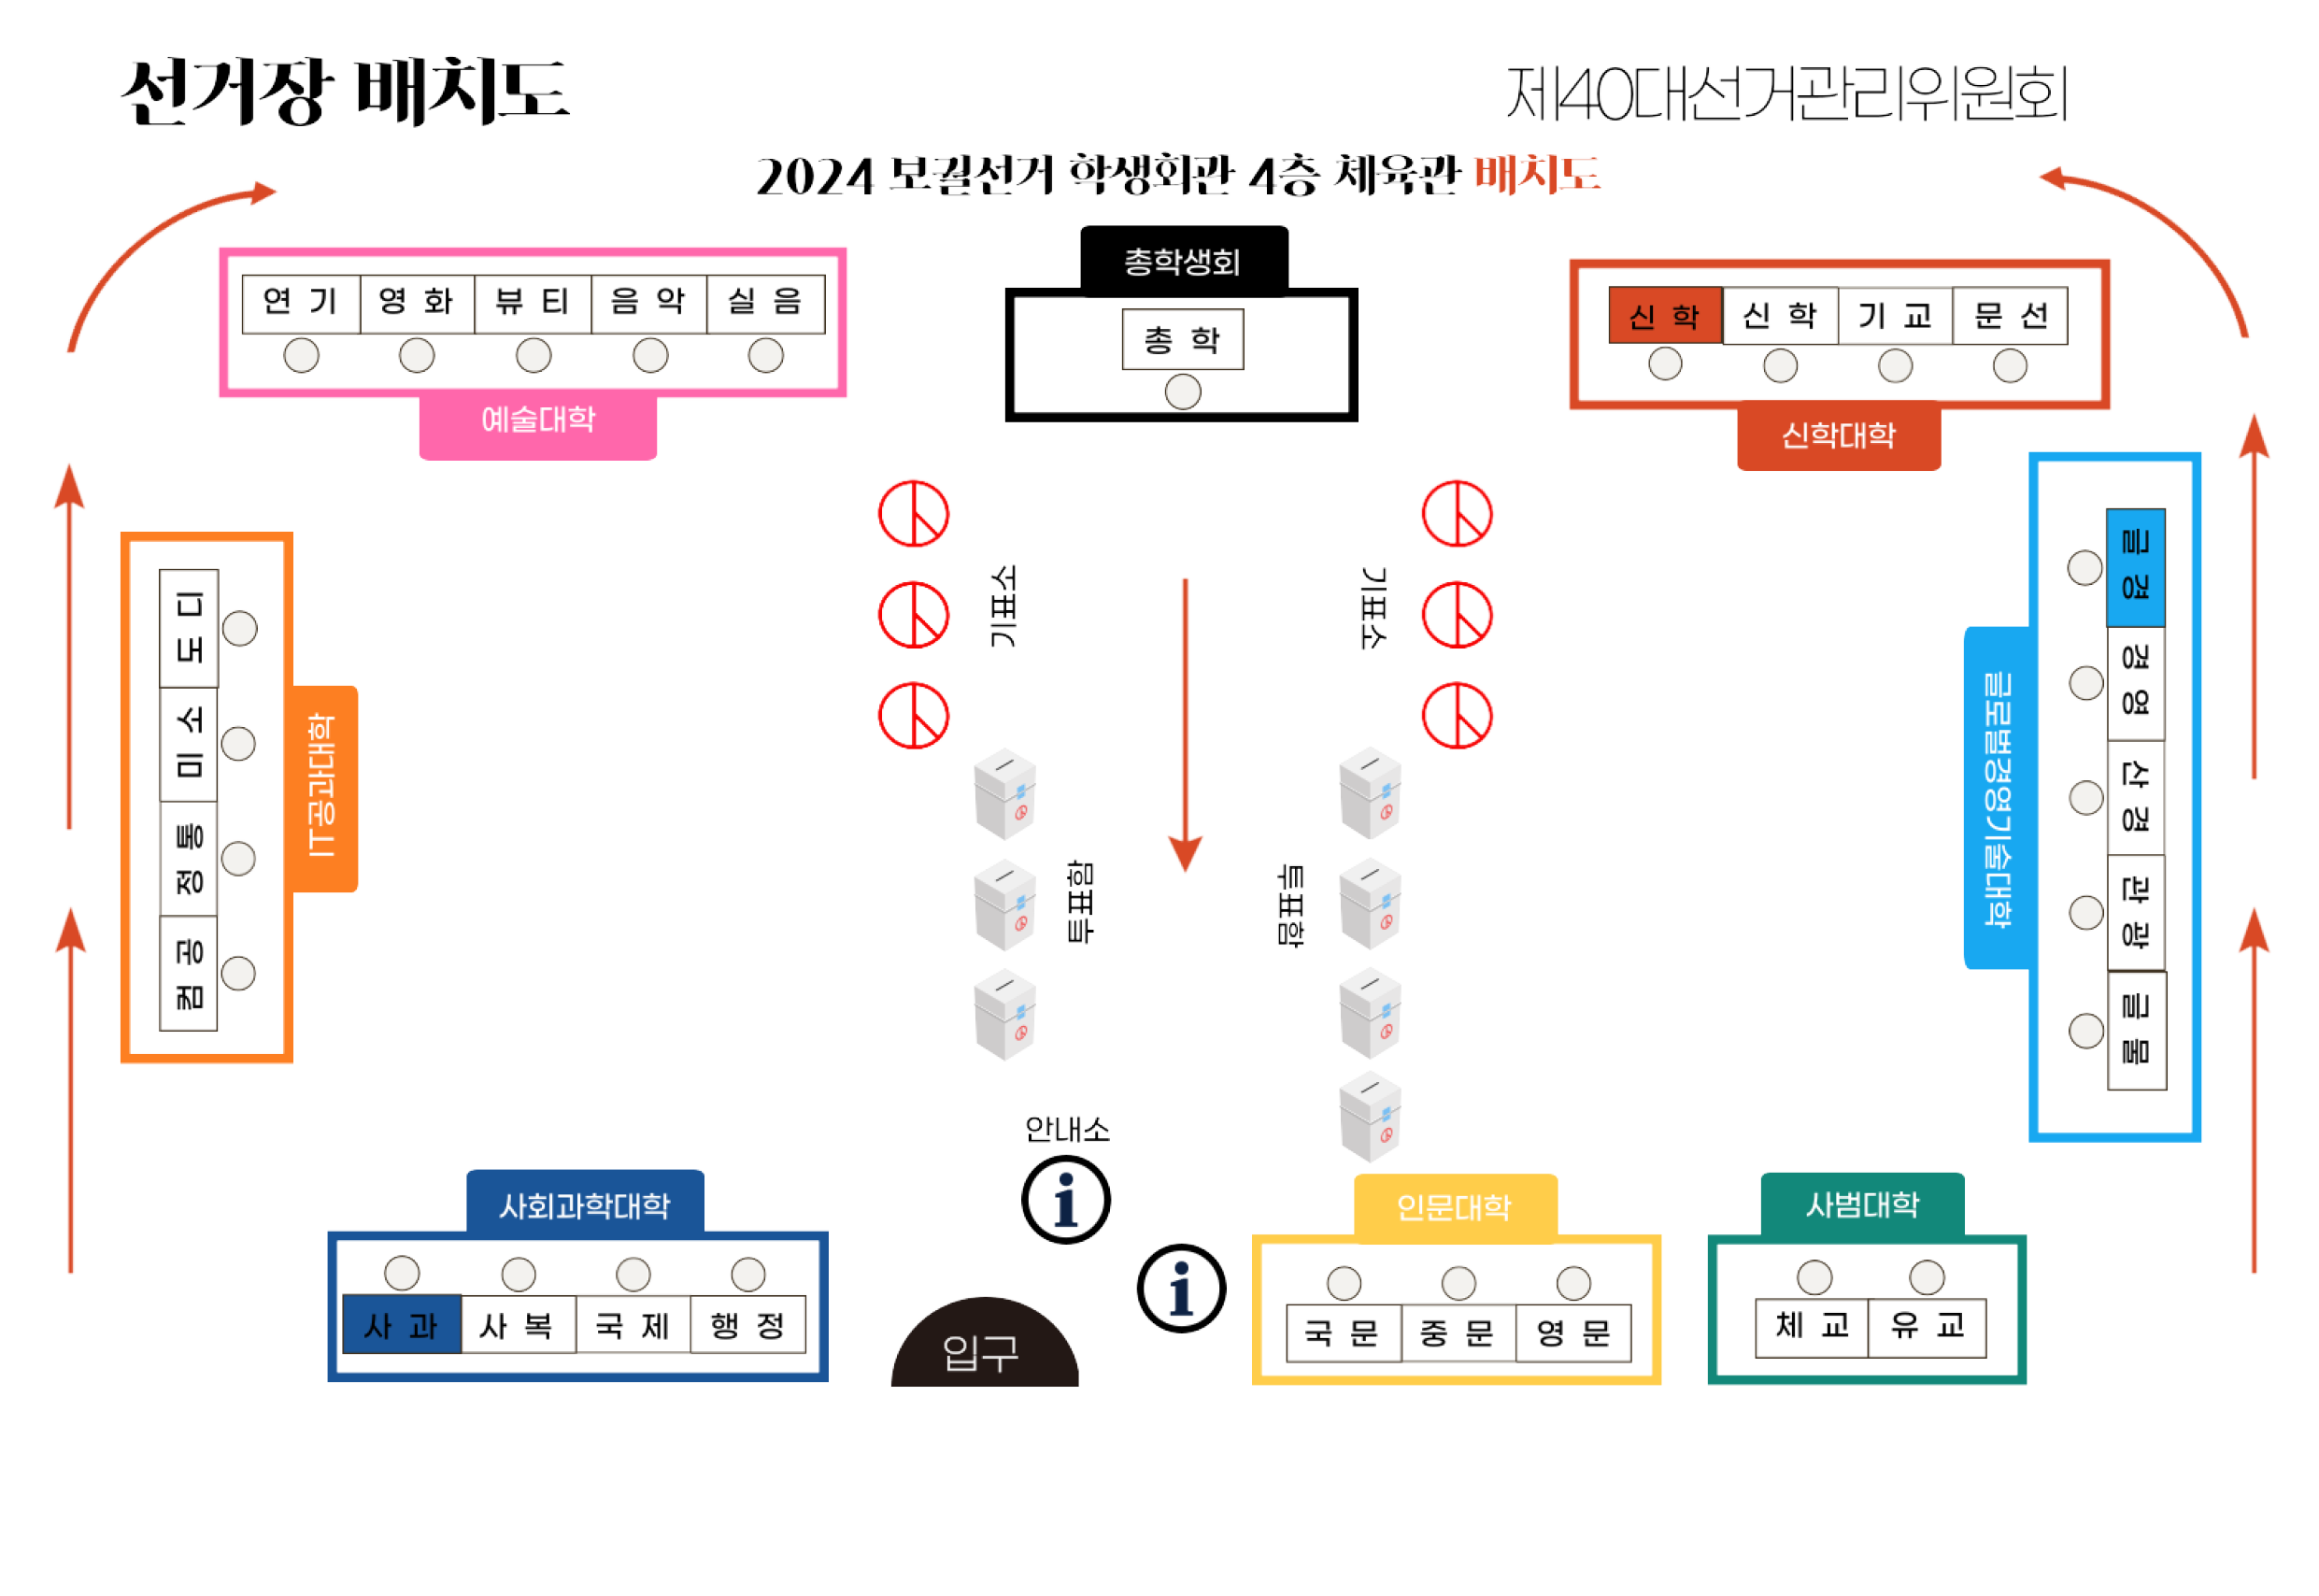 선거장 배치도
제40대선거관리위원회
2024 보궐선거 학생회관 4층 체육관 배치도
연기 영화 뷰티 음악 실음
예술대학
총학생회
총학
신학 신학 기교 문선
신학대학
디도
소미
통정
공컴
IT공과대학
기표소
기표소
투표함
투표함
글경
경영
산경
관광
글물
글로벌경영기술대학
안내소
사회과학대학
사과 사복 국제 행정
입구
인문대학
국문 중문 영문
사범대학
체교 유교